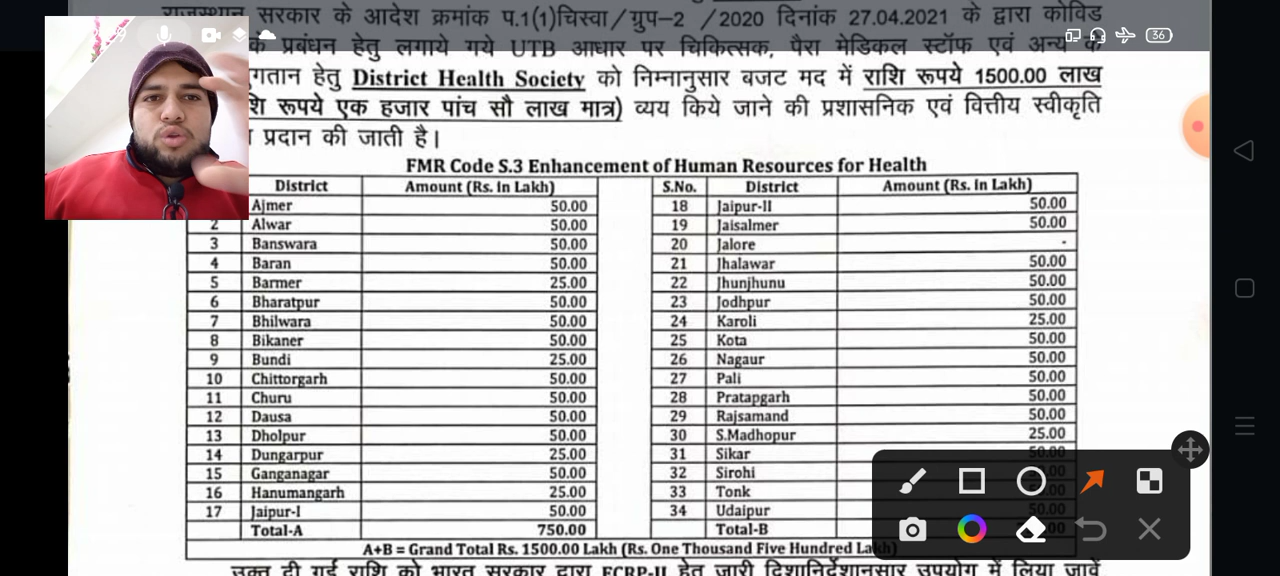 राजस्थान सरकार के आदेश क्रमांक प.1(1)चिस्वा/ग्रुप-2 /2020 दिनांक 27.04.2021 के द्वारा कोविड
के प्रबंधन हेतु लगाये गये UTB आधार पर चिकित्सक, पैरा मेडिकल स्टॉफ एवं अन्य के
36
हेतु District Health Society को निम्नानुसार बजट मद में राशि रूपये 1500.00 लाख
रूपये एक हजार पांच सौ लाख मात्र) व्यय किये जाने की प्रशासनिक एवं वित्तीय स्वीकृति
प्रदान की जाती है।
FMR Code S.3 Enhancement of Human Resources for Health
District Amount (Rs. In Lakh) S.No. District Amount (Rs. In Lakh)
Ajmer 50.00 18 Jaipur-II 50.00
2 Alwar 50.00 19 Jaisalmer 50.00
3 Banswara 50.00 20 Jalore -
4 Baran 50.00 21 Jhalawar 50.00
5 Barmer 25.00 22 Jhunjhunu 50.00
6 Bharatpur 50.00 23 Jodhpur 50.00
7 Bhilwara 50.00 24 Karoli 25.00
8 Bikaner 50.00 25 Kota 50.00
9 Bundi 25.00 26 Nagaur 50.00
10 Chittorgarh 50.00 27 Pali 50.00
11 Churu 50.00 28 Pratapgarh 50.00
12 Dausa 50.00 29 Rajsamand 50.00
13 Dholpur 50.00 30 S.Madhopur 25.00
14 Dungarpur 25.00 31 Sikar 50.00
15 Ganganagar 50.00 32 Sirohi
16 Hanumangarh 25.00 33 Tonk
17 Jaipur-I 50.00 34 Udaipur 50.00
Total-A 750.00 Total-B
A+B = Grand Total Rs. 1500.00 Lakh (Rs. One Thousand Five Hundred Lakh)
उक्त दी गई राशि को भारत सरकार द्वारा ECRP-II हेतु जारी दिशानिर्देशानुसार उपयोग में लिया जावें